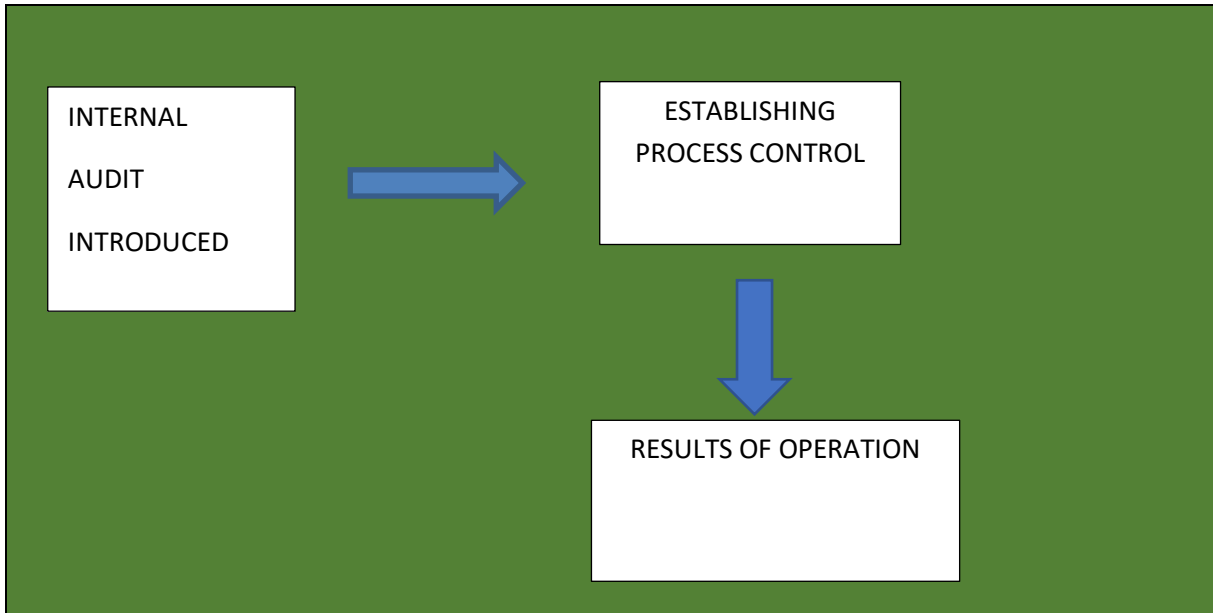 INTERNAL
AUDIT
INTRODUCED
ESTABLISHING
PROCESS CONTROL
RESULTS OF OPERATION